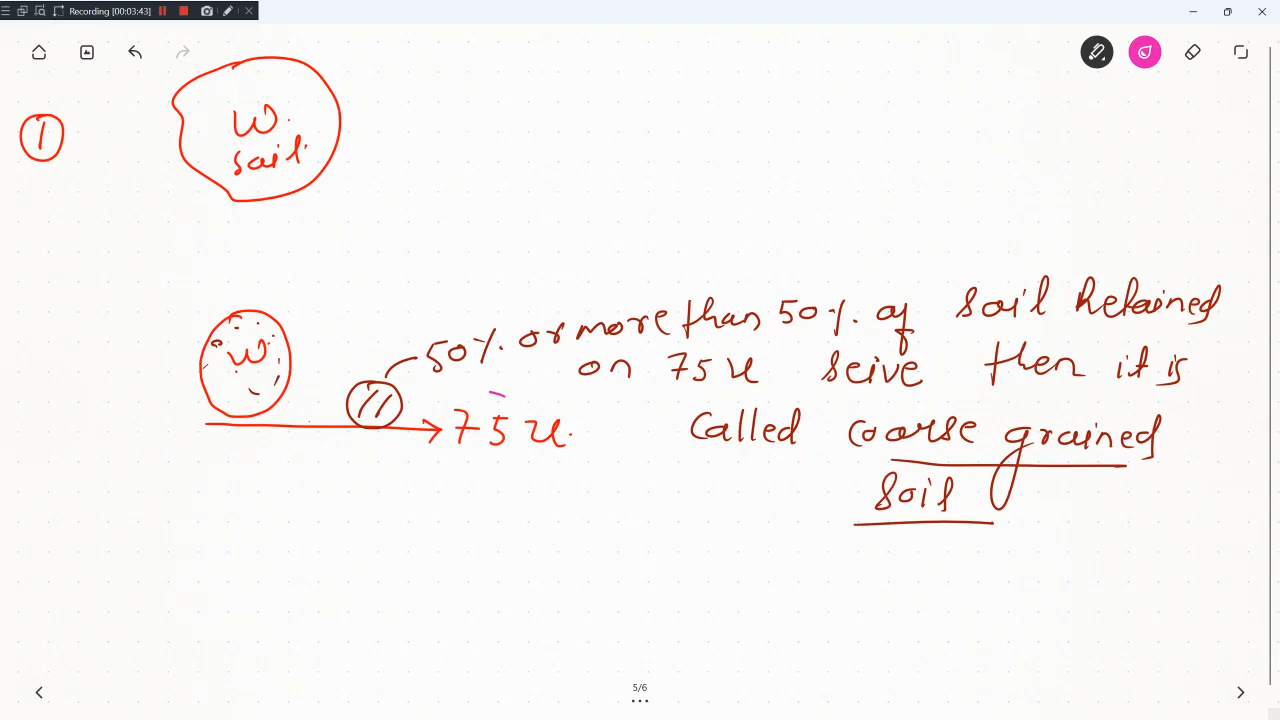 Recording [00:03:43]
1
W.
soil.
50%. or more than 50%. of soil Retained
W
on 75 u seive then it is
75 u.
called coarse grained
soil
5/6